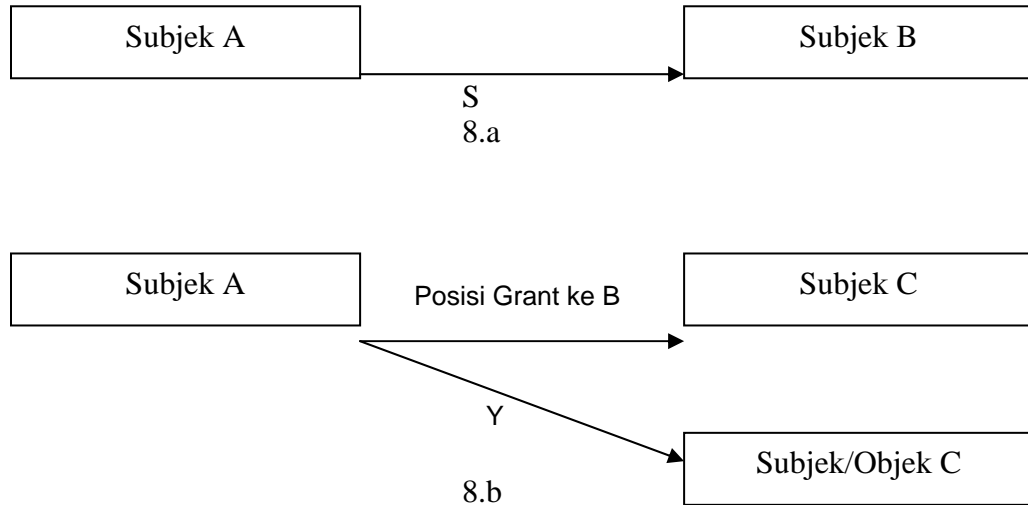 Subjek A
Subjek B
S
8.a
Subjek A
Posisi Grant ke B
Subjek C
Y
Subjek/Objek C
8.b